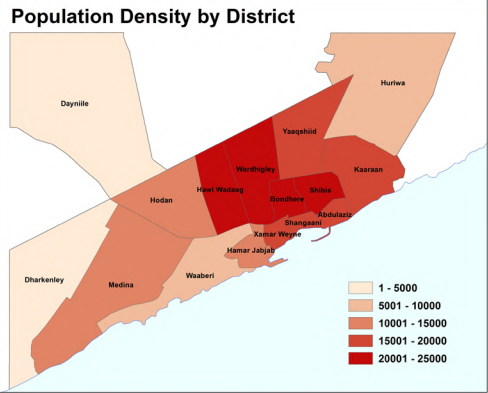 Population Density by District
Huriwa
Dayniile
Yaaqshiid
Wardhigley
Kaaraan
Hawl Wadaag
Shibis
Hodan
Bondhere
Abdulaziz
Shangaani
Xamar Weyne
Hamar Jabjab
Waaberi
Dharkenley
Medina
1 - 5000
5001 - 10000
10001 - 15000
15001 - 20000
20001 - 25000